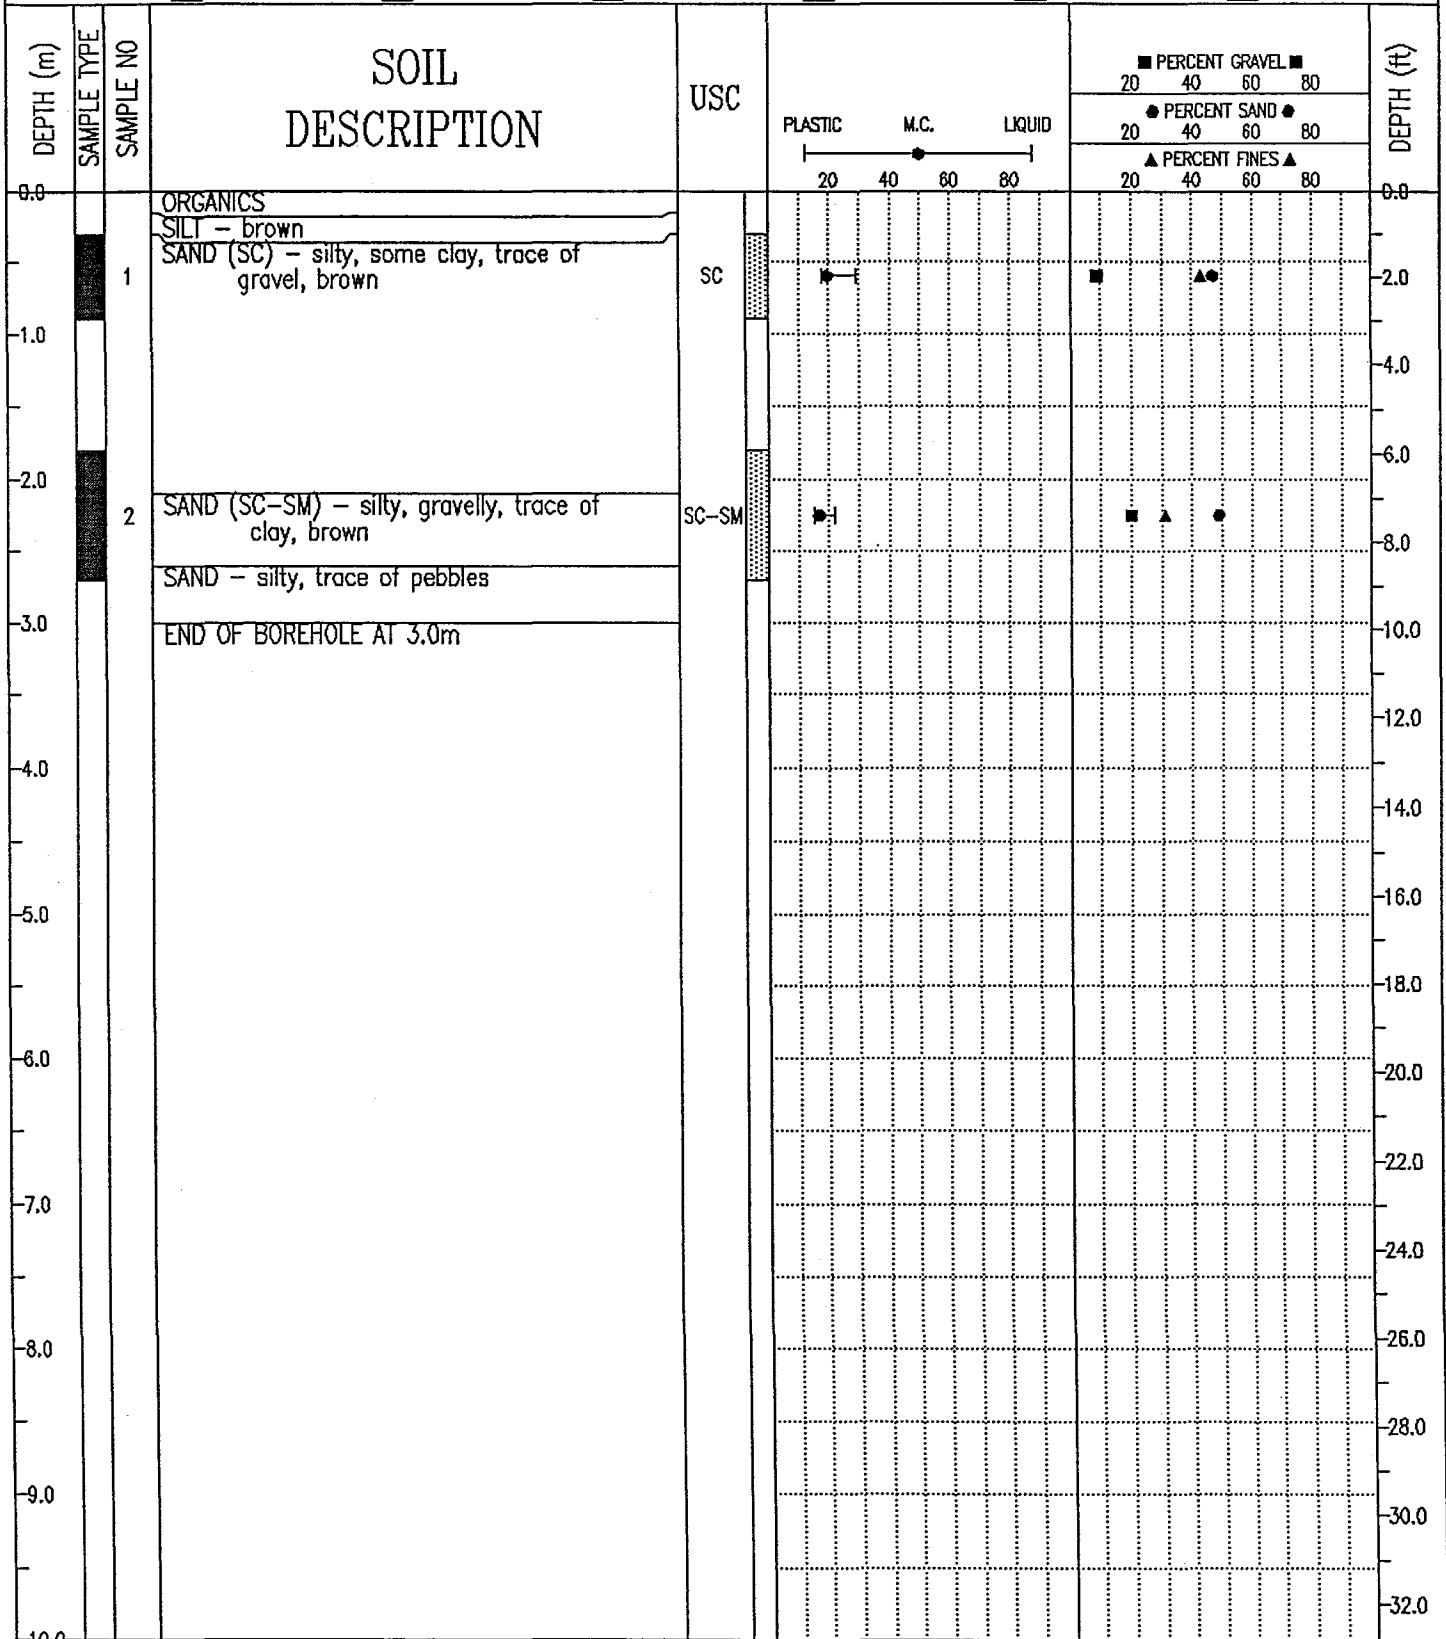 DEPTH (m)
SAMPLE TYPE
SAMPLE NO
SOIL
DESCRIPTION
USC
PLASTIC M.C. LIQUID
20 40 60 80
■ PERCENT GRAVEL ■
20 40 60 80
● PERCENT SAND ●
20 40 60 80
▲ PERCENT FINES ▲
20 40 60 80
DEPTH (ft)
0.0
ORGANICS
0.0
SILT – brown
SAND (SC) – silty, some clay, trace of
gravel, brown
1
SC
2.0
1.0
4.0
6.0
2.0
SAND (SC–SM) – silty, gravelly, trace of
clay, brown
2
SC–SM
8.0
SAND – silty, trace of pebbles
3.0
END OF BOREHOLE AT 3.0m
10.0
12.0
4.0
14.0
16.0
5.0
18.0
6.0
20.0
22.0
7.0
24.0
26.0
8.0
28.0
9.0
30.0
32.0
10.0